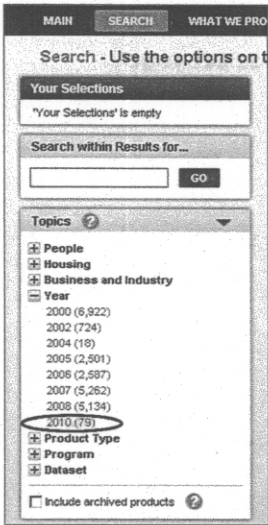 MAIN SEARCH WHAT WE PRO
Search - Use the options on t
Your Selections
'Your Selections' is empty
Search within Results for...
GO
Topics ?
People
Housing
Business and Industry
Year
2000 (6,922)
2002 (724)
2004 (18)
2005 (2,501)
2006 (2,587)
2007 (5,262)
2008 (5,134)
2010 (79)
Product Type
Program
Dataset
Include archived products ?